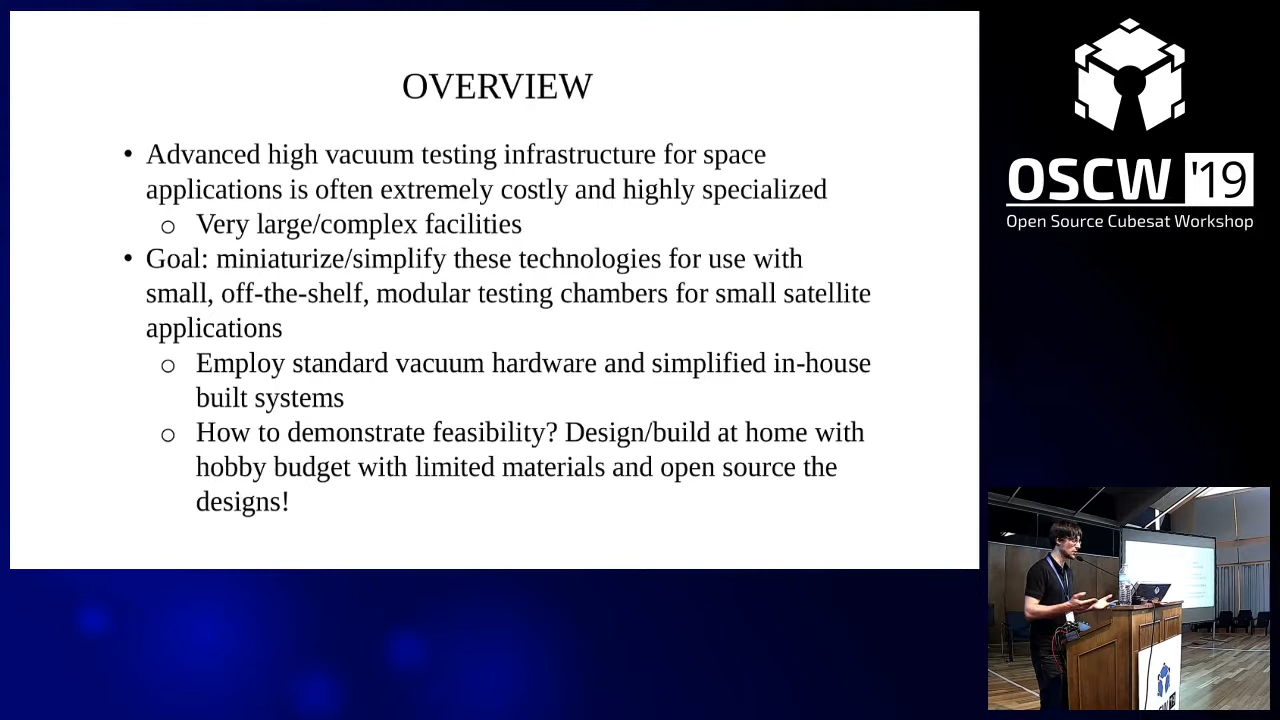 OVERVIEW
• Advanced high vacuum testing infrastructure for space
applications is often extremely costly and highly specialized
o Very large/complex facilities
• Goal: miniaturize/simplify these technologies for use with
small, off-the-shelf, modular testing chambers for small satellite
applications
o Employ standard vacuum hardware and simplified in-house
built systems
o How to demonstrate feasibility? Design/build at home with
hobby budget with limited materials and open source the
designs!
OSCW '19
Open Source Cubesat Workshop